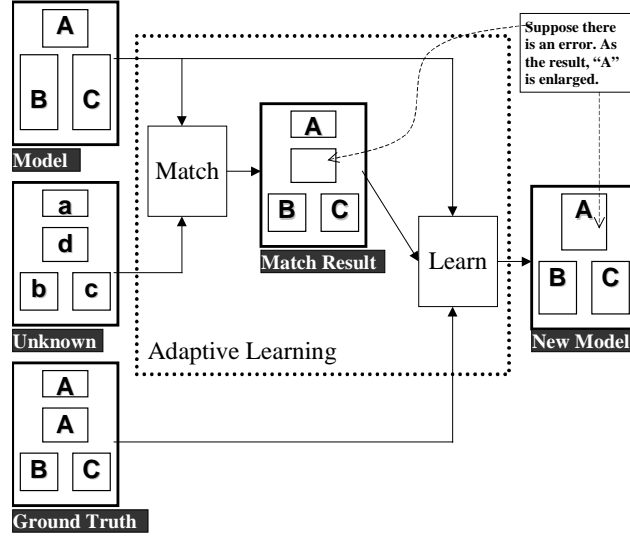 A
B C
Model
a
d
b c
Unknown
A
A
B C
Ground Truth
Match
A
B C
Match Result
Learn
Adaptive Learning
Suppose there
is an error. As
the result, “A”
is enlarged.
A
B C
New Model